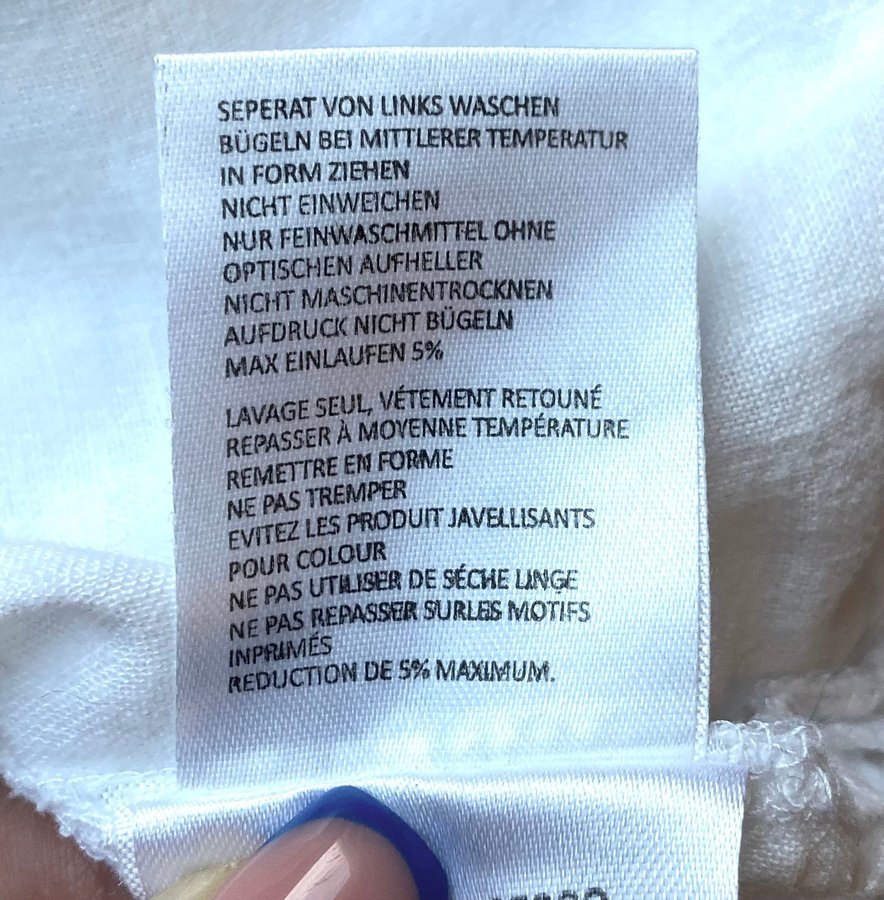 SEPERAT VON LINKS WASCHEN
BÜGELN BEI MITTLERER TEMPERATUR
IN FORM ZIEHEN
NICHT EINWEICHEN
NUR FEINWASCHMITTEL OHNE
OPTISCHEN AUFHELLER
NICHT MASCHINENTROCKNEN
AUFDRUCK NICHT BÜGELN
MAX EINLAUFEN 5%
LAVAGE SEUL, VÉTEMENT RETOUNÉ
REPASSER À MOYENNE TEMPÉRATURE
REMETTRE EN FORME
NE PAS TREMPER
EVITEZ LES PRODUIT JAVELLISANTS
POUR COLOUR
NE PAS UTILISER DE SÉCHE LINGE
NE PAS REPASSER SURLES MOTIFS
INPRIMÉS
REDUCTION DE 5% MAXIMUM.